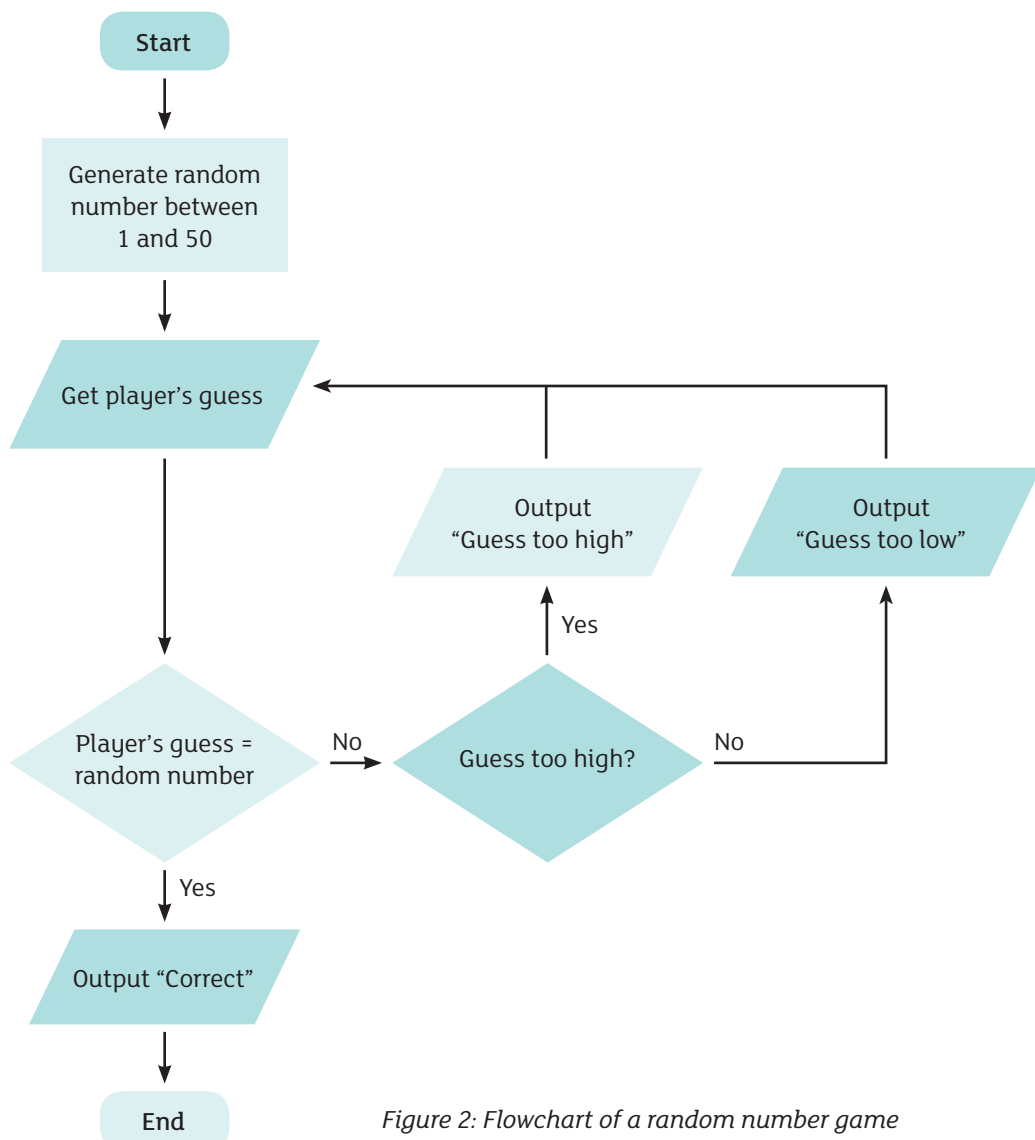 Start
Generate random
number between
1 and 50
Get player's guess
Output
“Guess too high”
Output
“Guess too low”
Yes
Player's guess =
random number
No
Guess too high?
No
Yes
Output “Correct”
End
Figure 2: Flowchart of a random number game